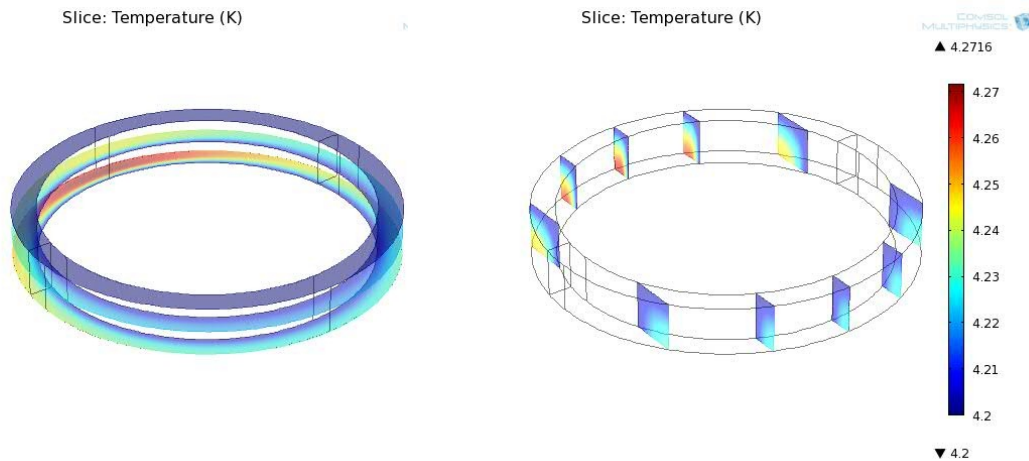 Slice: Temperature (K)
Slice: Temperature (K)
COMSOL
MULTIPHYSICS
▲ 4.2716
4.27
4.26
4.25
4.24
4.23
4.22
4.21
4.2
▼ 4.2